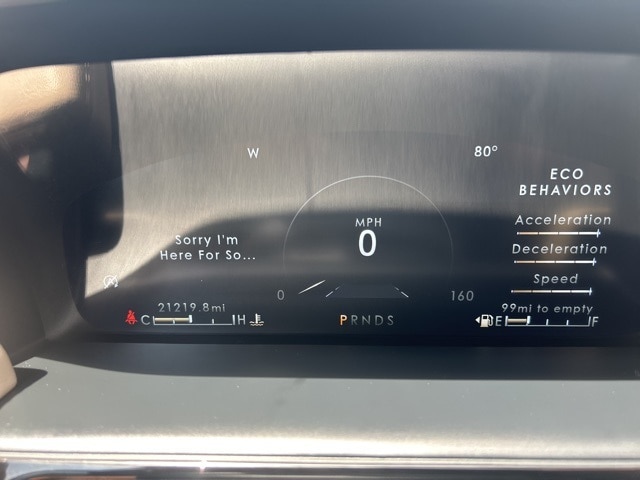 W
80°
ECO
BEHAVIORS
Acceleration
Deceleration
Speed
MPH
0
Sorry I'm
Here For So...
0
160
21219.8mi
C H
PRNDS
99mi to empty
E F